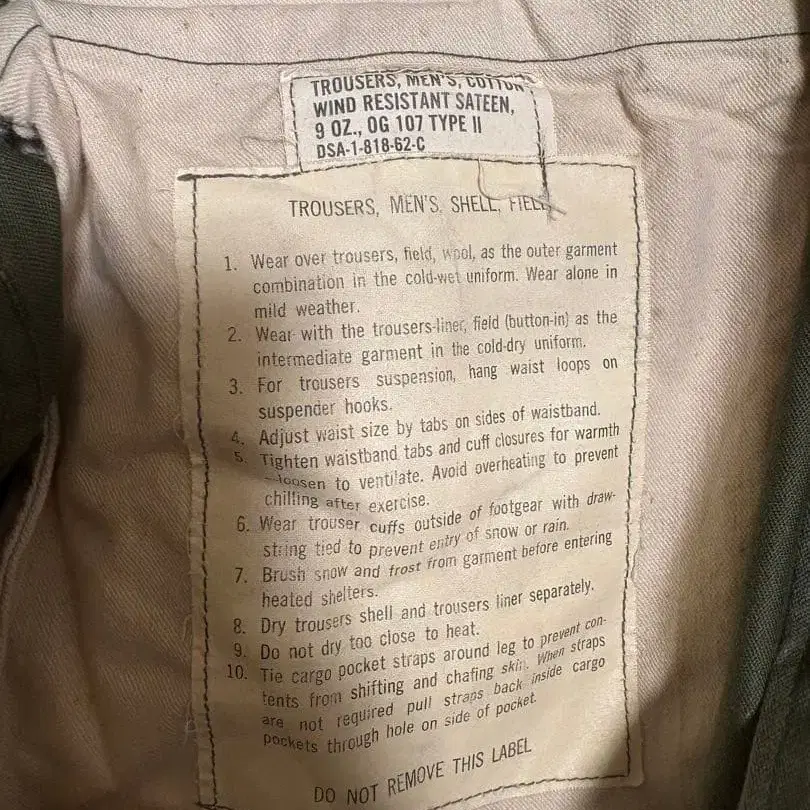 TROUSERS, MEN'S, COTTON,
WIND RESISTANT SATEEN,
9 OZ., OG 107 TYPE II
DSA-1-818-62-C
TROUSERS, MEN'S, SHELL, FIELD
1. Wear over trousers, field, wool, as the outer garment
combination in the cold-wet uniform. Wear alone in
mild weather.
2. Wear with the trousers-liner, field (button-in) as the
intermediate garment in the cold-dry uniform.
3. For trousers suspension, hang waist loops on
suspender hooks.
4. Adjust waist size by tabs on sides of waistband.
5. Tighten waistband tabs and cuff closures for warmth
—loosen to ventilate. Avoid overheating to prevent
chilling after exercise.
6. Wear trouser cuffs outside of footgear with draw-
string tied to prevent entry of snow or rain.
7. Brush snow and frost from garment before entering
heated shelters.
8. Dry trousers shell and trousers liner separately.
9. Do not dry too close to heat.
10. Tie cargo pocket straps around leg to prevent con-
tents from shifting and chafing skin. When straps
are not required pull straps back inside cargo
pockets through hole on side of pocket.
DO NOT REMOVE THIS LABEL